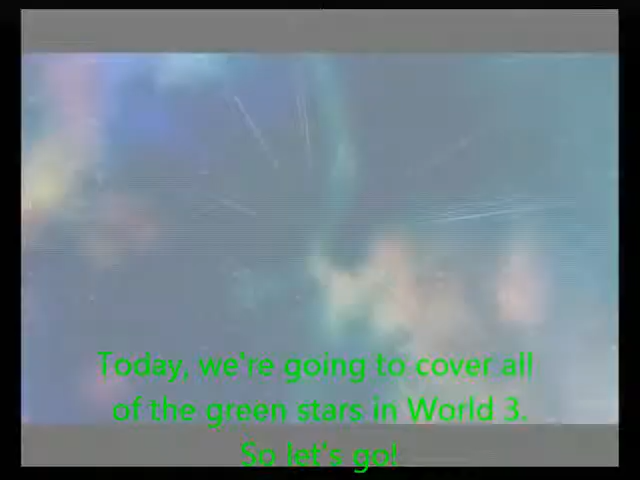 Today, we're going to cover all
of the green stars in World 3.
So let's go!